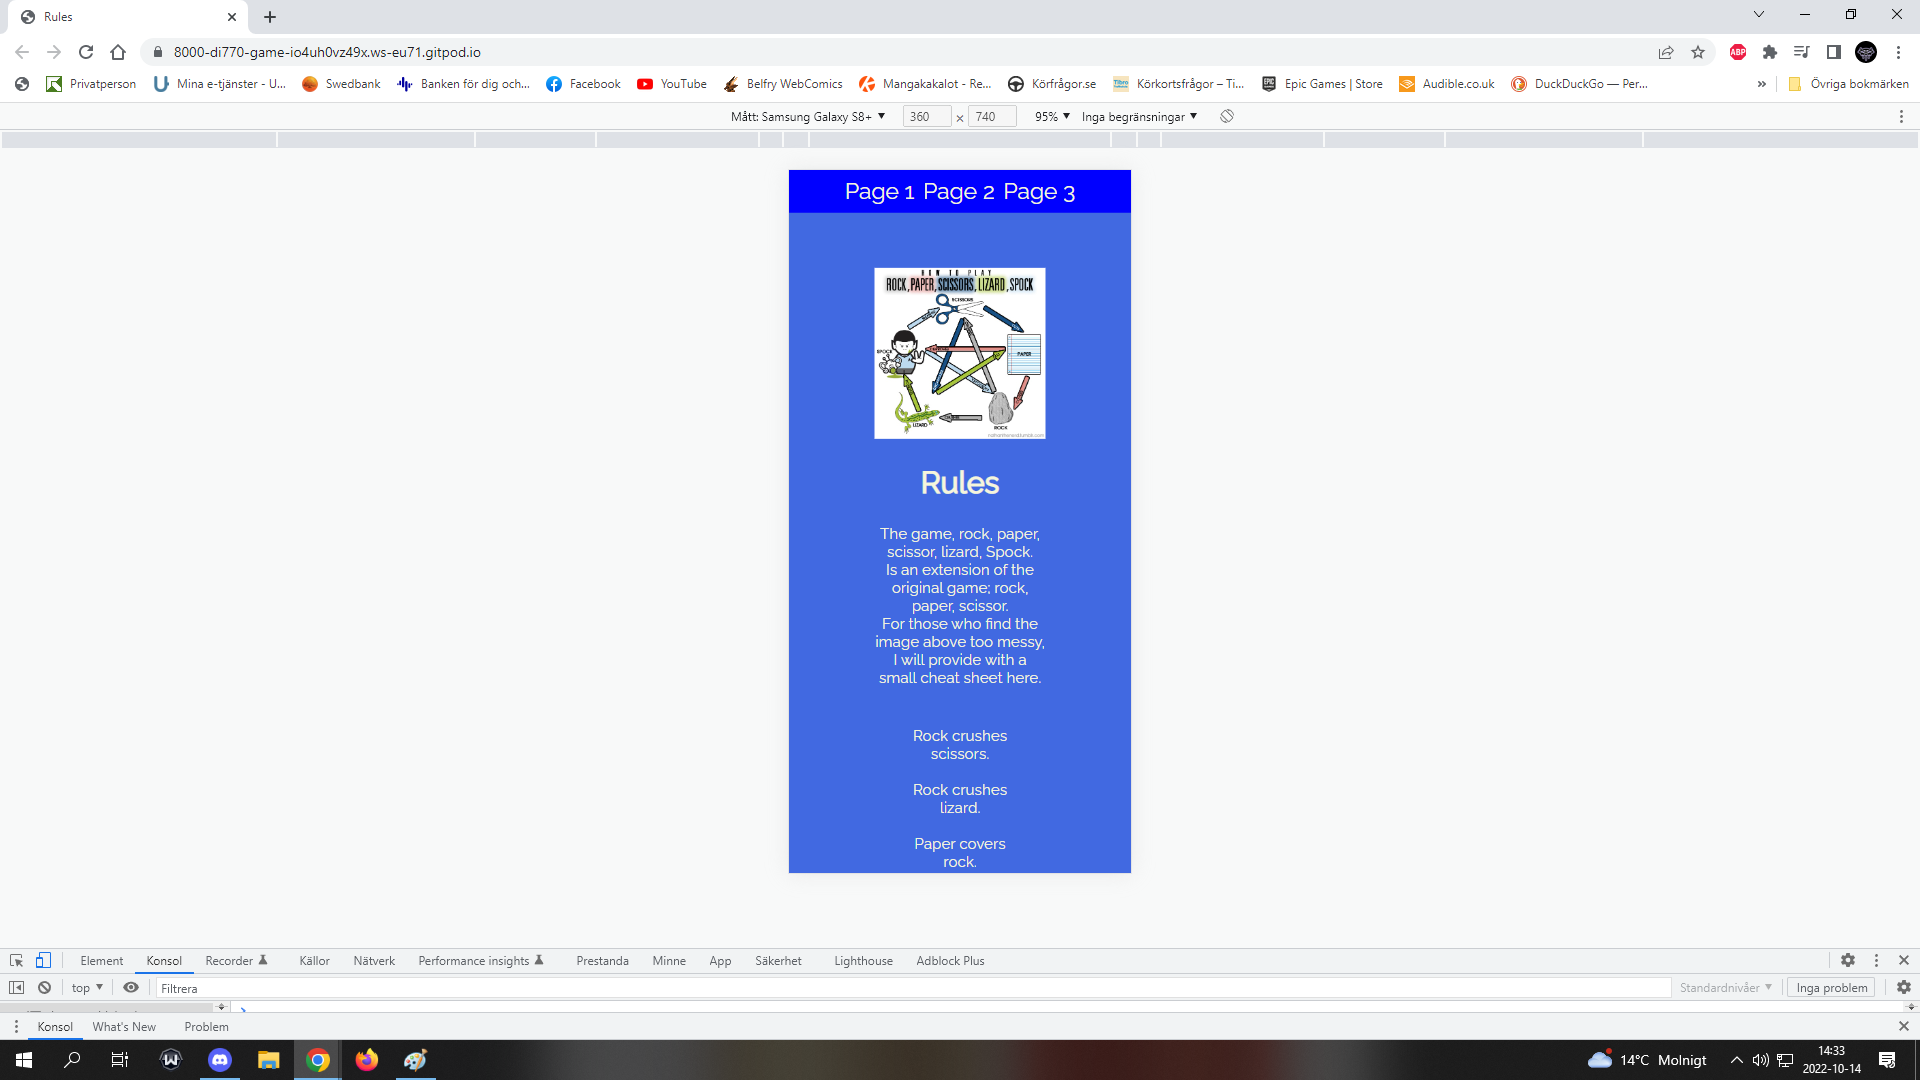 Rules
8000-di770-game-io4uh0vz49x.ws-eu71.gitpod.io
ABP
Privatperson
Mina e-tjänster - U...
Swedbank
Banken för dig och...
Facebook
YouTube
Belfry WebComics
Mangakakalot - Re...
Körfrågor.se
Körkortsfrågor – Ti...
Epic Games | Store
Audible.co.uk
DuckDuckGo — Per...
»
Övriga bokmärken
Mått: Samsung Galaxy S8+ 360 × 740 95% Inga begränsningar
Page 1 Page 2 Page 3
HOW TO PLAY
ROCK, PAPER, SCISSORS, LIZARD, SPOCK
SCISSORS
SPOCK
PAPER
LIZARD
ROCK
Rules
The game, rock, paper,
scissor, lizard, Spock.
Is an extension of the
original game; rock,
paper, scissor.
For those who find the
image above too messy,
I will provide with a
small cheat sheet here.
Rock crushes
scissors.
Rock crushes
lizard.
Paper covers
rock.
Element Konsol Recorder Källor Nätverk Performance insights Prestanda Minne App Säkerhet Lighthouse Adblock Plus
top Filtrera Standardnivåer Inga problem
Konsol What's New Problem
14°C Molnigt
14:33
2022-10-14